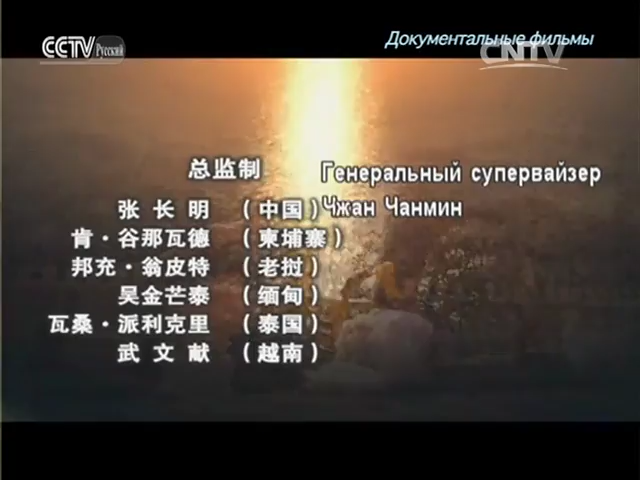 CCTV Русский
Документальные фильмы
CNTV
总监制
Генеральный супервайзер
张长明 (中国)
Чжан Чанмин
肯·谷那瓦德 (柬埔寨)
邦充·翁皮特 (老挝)
吴金芒泰 (缅甸)
瓦桑·派利克里 (泰国)
武文献 (越南)